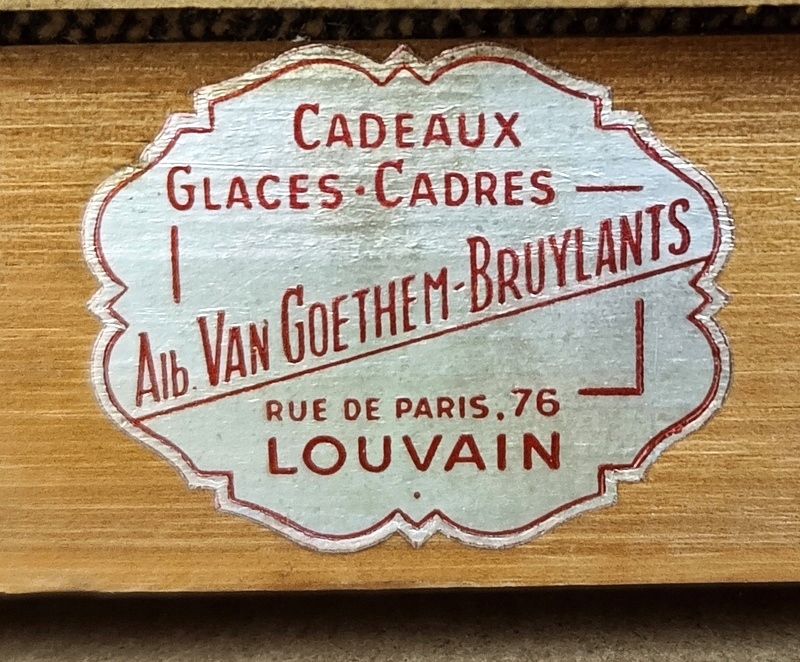 CADEAUX
GLACES·CADRES
Alb. VAN GOETHEM-BRUYLANTS
RUE DE PARIS, 76
LOUVAIN